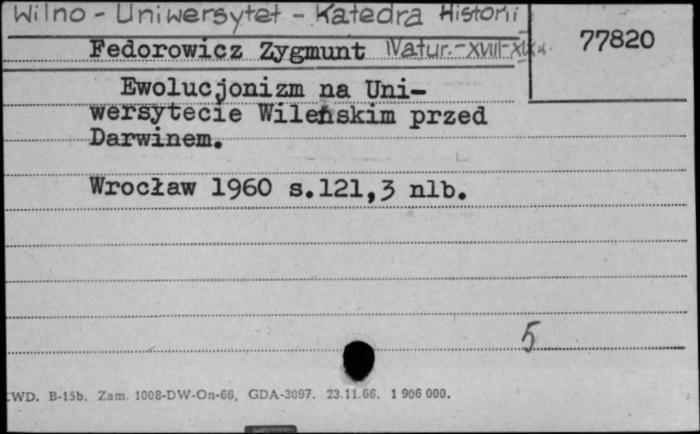 Wilno - Uniwersytet - Katedra Historii
Fedorowicz Zygmunt Natur.-XVIII-XIX w.
77820
Ewolucjonizm na Uni-
wersytecie Wileńskim przed
Darwinem.
Wrocław 1960 s.121,3 nlb.
5
WD. B-15b. Zam. 1008-DW-On-66. GDA-3097. 23.11.66. 1 906 000.